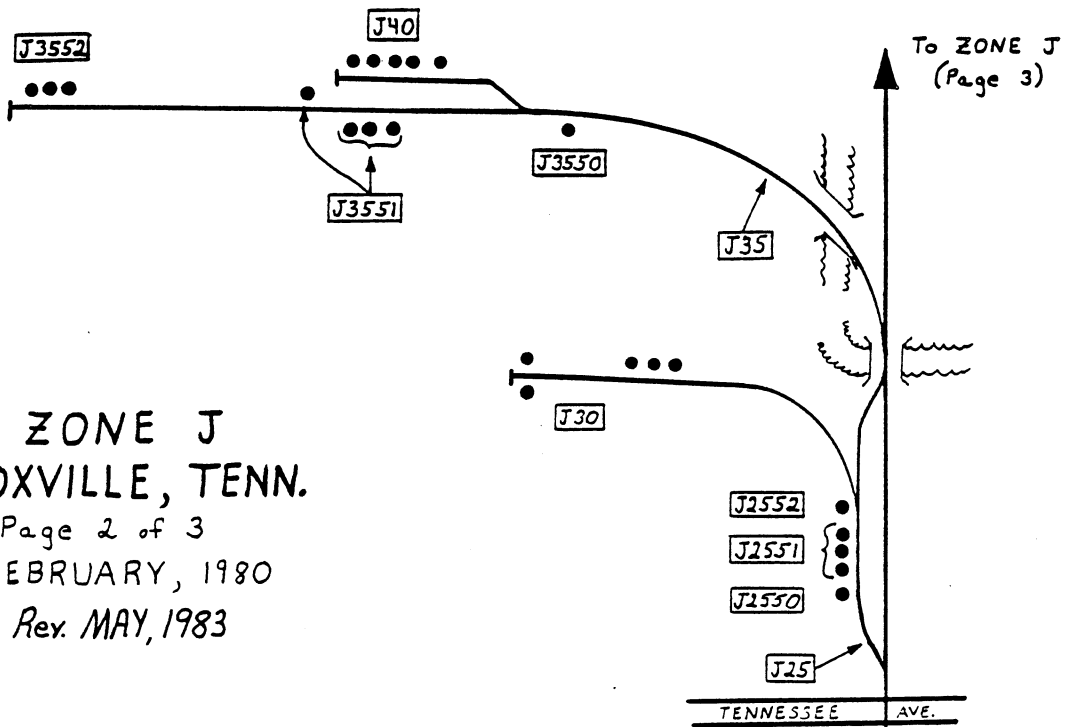 J3552
J40
To ZONE J
(Page 3)
J3550
J3551
J35
J30
ZONE J
OXVILLE, TENN.
Page 2 of 3
EBRUARY, 1980
Rev. MAY, 1983
J2552
J2551
J2550
J25
TENNESSEE AVE.